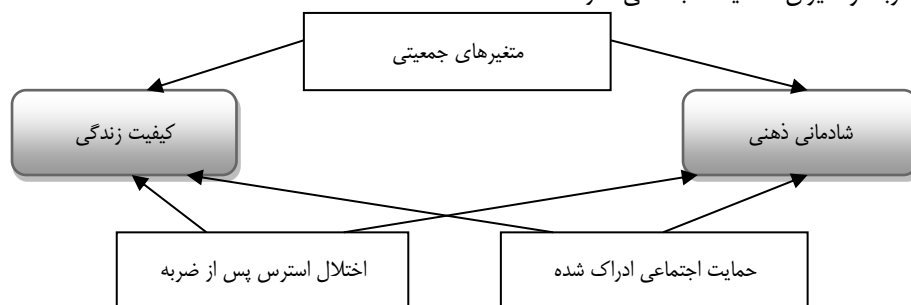 متغیرهای جمعیتی
شادمانی ذهنی
کیفیت زندگی
حمایت اجتماعی ادراک شده
اختلال استرس پس از ضربه